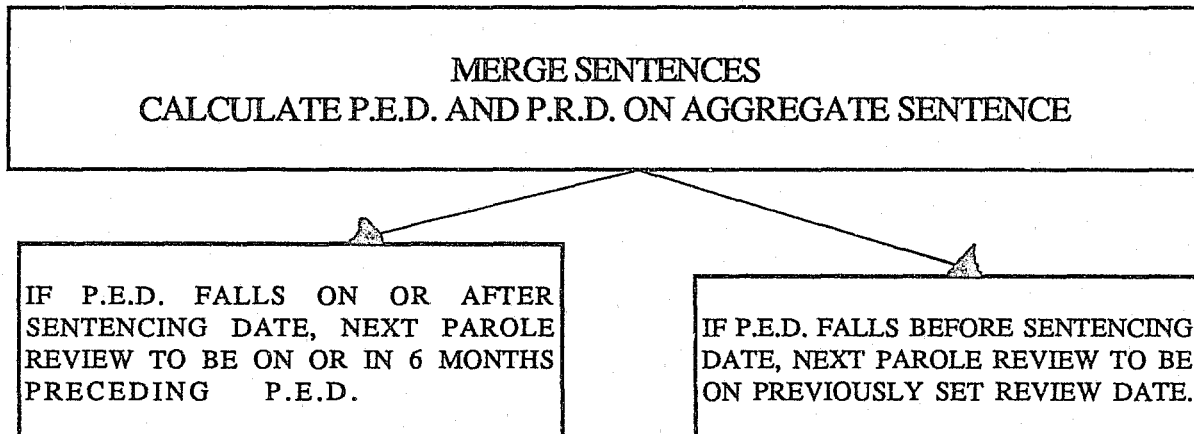 MERGE SENTENCES
CALCULATE P.E.D. AND P.R.D. ON AGGREGATE SENTENCE
IF P.E.D. FALLS ON OR AFTER
SENTENCING DATE, NEXT PAROLE
REVIEW TO BE ON OR IN 6 MONTHS
PRECEDING P.E.D.
IF P.E.D. FALLS BEFORE SENTENCING
DATE, NEXT PAROLE REVIEW TO BE
ON PREVIOUSLY SET REVIEW DATE.